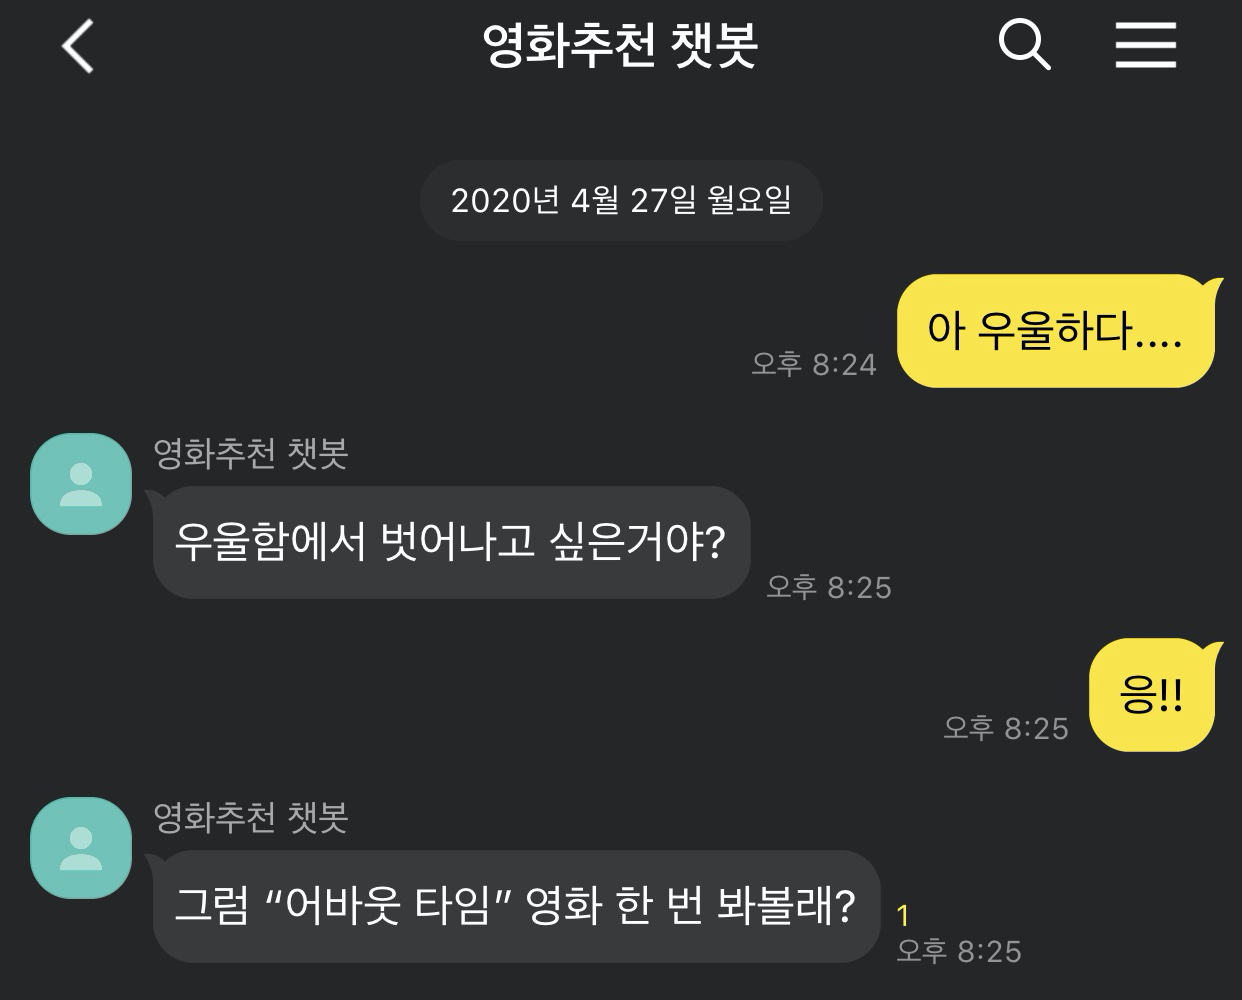 영화추천 챗봇
2020년 4월 27일 월요일
아 우울하다....
오후 8:24
영화추천 챗봇
우울함에서 벗어나고 싶은거야?
오후 8:25
응!!
오후 8:25
영화추천 챗봇
그럼 “어바웃 타임” 영화 한 번 봐볼래?
1
오후 8:25